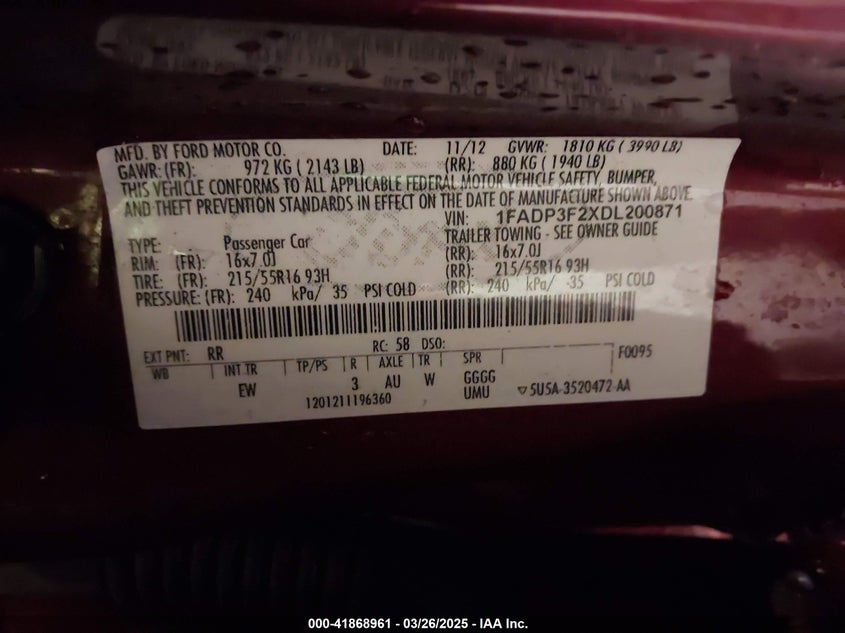 MFD. BY FORD MOTOR CO. DATE: 11/12 GVWR: 1810 KG ( 3990 LB)
GAWR: (FR): 972 KG ( 2143 LB) (RR): 880 KG ( 1940 LB)
THIS VEHICLE CONFORMS TO ALL APPLICABLE FEDERAL MOTOR VEHICLE SAFETY, BUMPER,
AND THEFT PREVENTION STANDARDS IN EFFECT ON THE DATE OF MANUFACTURE SHOWN ABOVE.
VIN: 1FADP3F2XDL200871
TYPE: Passenger Car TRAILER TOWING - SEE OWNER GUIDE
RIM: (FR): 16x7.0J (RR): 16x7.0J
TIRE: (FR): 215/55R16 93H (RR): 215/55R16 93H
PRESSURE: (FR): 240 kPa/ 35 PSI COLD (RR): 240 kPa/ 35 PSI COLD
EXT PNT: RR RC: 58 DSO: F0095
WB INT TR TP/PS R AXLE TR SPR
EW 3 AU W GGGG
1201211196360 UMU 5U5A-3520472-AA
000-41868961 - 03/26/2025 - IAA Inc.